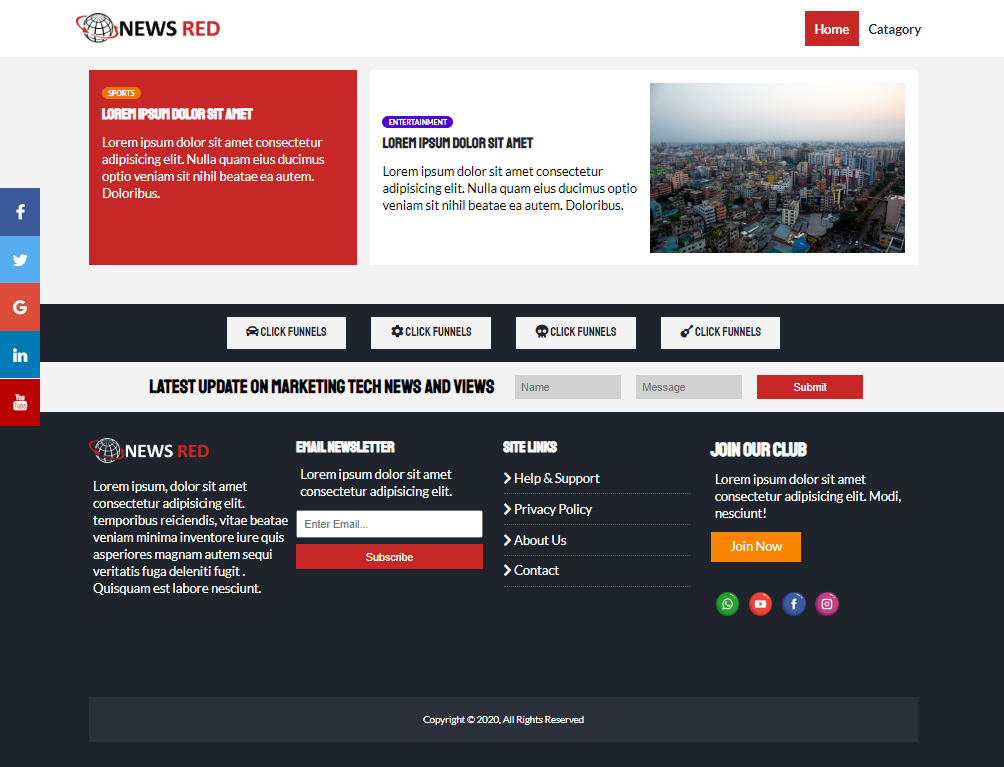 NEWS RED
Home
Catagory
SPORTS
LOREM IPSUM DOLOR SIT AMET
Lorem ipsum dolor sit amet consectetur
adipisicing elit. Nulla quam eius ducimus
optio veniam sit nihil beatae ea autem.
Doloribus.
ENTERTAINMENT
LOREM IPSUM DOLOR SIT AMET
Lorem ipsum dolor sit amet consectetur
adipisicing elit. Nulla quam eius ducimus optio
veniam sit nihil beatae ea autem. Doloribus.
CLICK FUNNELS
CLICK FUNNELS
CLICK FUNNELS
CLICK FUNNELS
LATEST UPDATE ON MARKETING TECH NEWS AND VIEWS
Name
Message
Submit
NEWS RED
Lorem ipsum, dolor sit amet
consectetur adipisicing elit.
temporibus reiciendis, vitae beatae
veniam minima inventore iure quis
asperiores magnam autem sequi
veritatis fuga deleniti fugit .
Quisquam est labore nesciunt.
EMAIL NEWSLETTER
Lorem ipsum dolor sit amet
consectetur adipisicing elit.
Enter Email...
Subscribe
SITE LINKS
Help & Support
Privacy Policy
About Us
Contact
JOIN OUR CLUB
Lorem ipsum dolor sit amet
consectetur adipisicing elit. Modi,
nesciunt!
Join Now
Copyright © 2020, All Rights Reserved